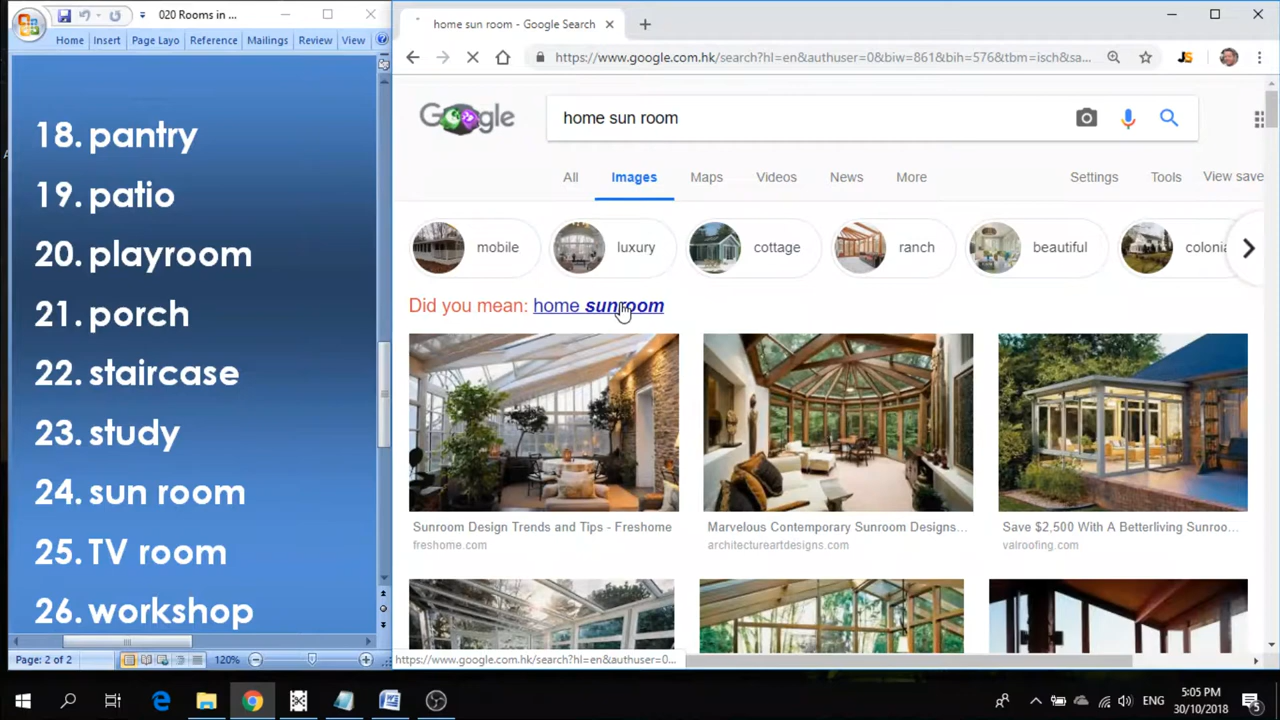 020 Rooms in ...
Home Insert Page Layo Reference Mailings Review View
18. pantry
19. patio
20. playroom
21. porch
22. staircase
23. study
24. sun room
25. TV room
26. workshop
Page: 2 of 2
120%
home sun room - Google Search
https://www.google.com.hk/search?hl=en&authuser=0&biw=861&bih=576&tbm=isch&sa...
JS
Google
home sun room
All Images Maps Videos News More Settings Tools View save
mobile luxury cottage ranch beautiful colonia
Did you mean: home sunroom
Sunroom Design Trends and Tips - Freshome
freshome.com
Marvelous Contemporary Sunroom Designs...
architectureartdesigns.com
Save $2,500 With A Betterliving Sunroo...
valroofing.com
https://www.google.com.hk/search?hl=en&authuser=0...
ENG
5:05 PM
30/10/2018
5